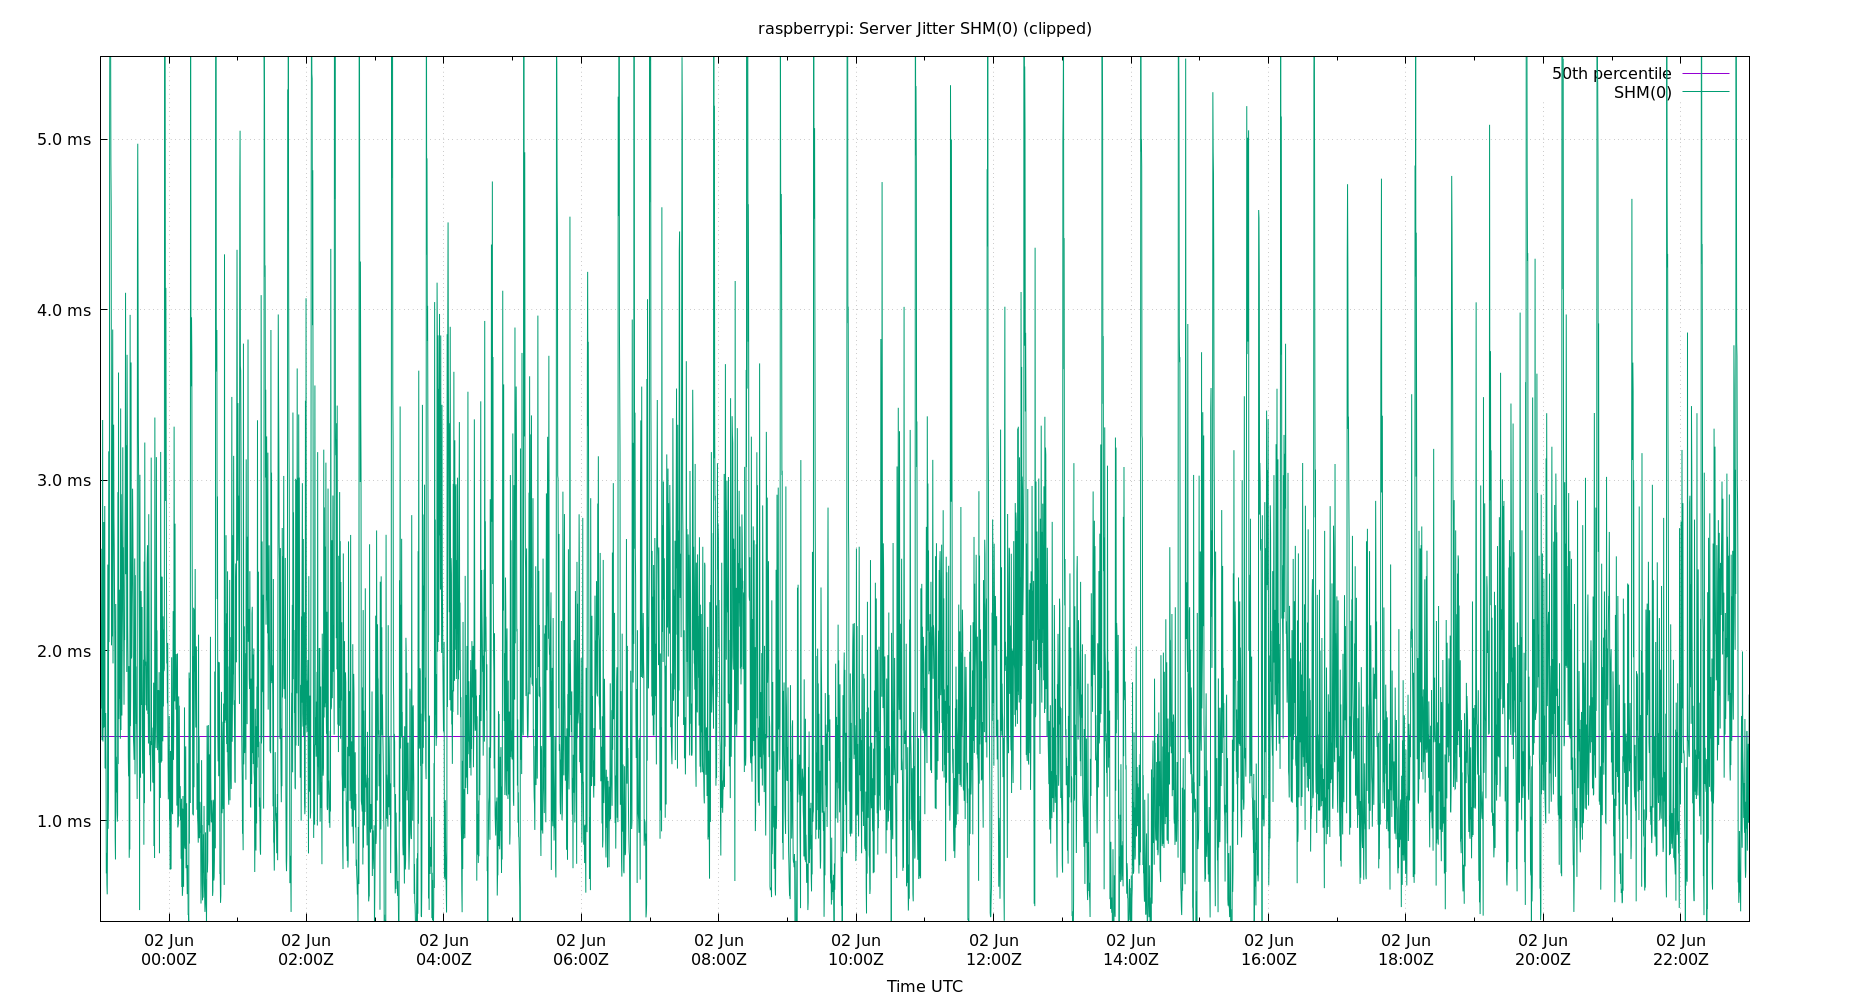 raspberrypi: Server Jitter SHM(0) (clipped)
50th percentile
SHM(0)
5.0 ms
4.0 ms
3.0 ms
2.0 ms
1.0 ms
02 Jun 02 Jun 02 Jun 02 Jun 02 Jun 02 Jun 02 Jun 02 Jun 02 Jun 02 Jun 02 Jun 02 Jun
00:00Z 02:00Z 04:00Z 06:00Z 08:00Z 10:00Z 12:00Z 14:00Z 16:00Z 18:00Z 20:00Z 22:00Z
Time UTC